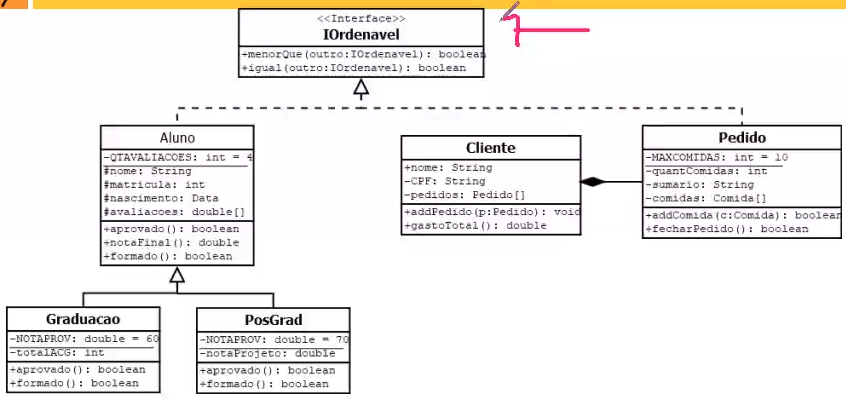 <<Interface>>
IOrdenavel
+menorQue(outro:IOrdenavel): boolean
+igual(outro:IOrdenavel): boolean
Aluno
-QTAVALIACOES: int = 4
#nome: String
#matricula: int
#nascimento: Data
#avaliacoes: double[]
+aprovado(): boolean
+notaFinal(): double
+formado(): boolean
Cliente
+nome: String
-CPF: String
-pedidos: Pedido[]
+addPedido(p:Pedido): void
+gastoTotal(): double
Pedido
-MAXCOMIDAS: int = 10
-quantComidas: int
-sumario: String
-comidas: Comida[]
+addComida(c:Comida): boolean
+fecharPedido(): boolean
Graduacao
-NOTAPROV: double = 60
-totalACG: int
+aprovado(): boolean
+formado(): boolean
PosGrad
-NOTAPROV: double = 70
-notaProjeto: double
+aprovado(): boolean
+formado(): boolean